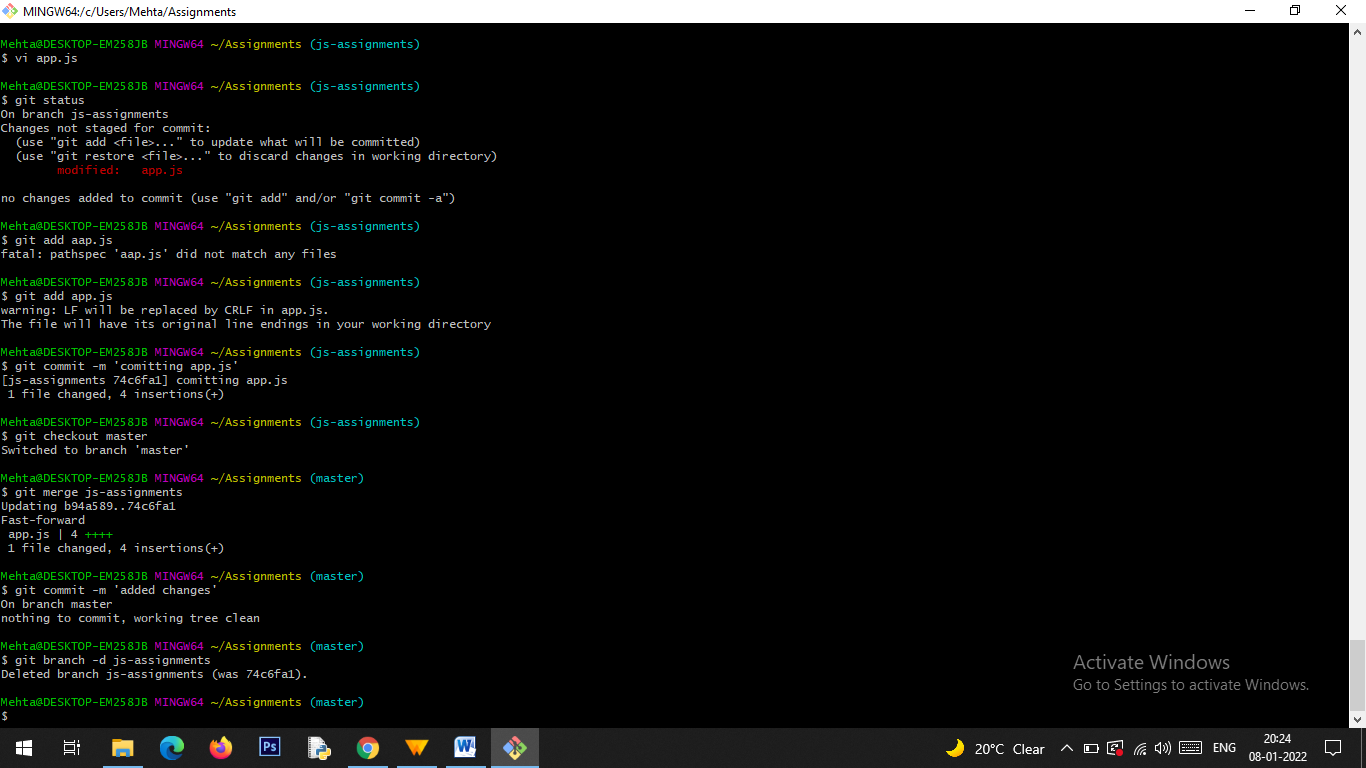 MINGW64:/c/Users/Mehta/Assignments
Mehta@DESKTOP-EM258JB MINGW64 ~/Assignments (js-assignments)
$ vi app.js
Mehta@DESKTOP-EM258JB MINGW64 ~/Assignments (js-assignments)
$ git status
On branch js-assignments
Changes not staged for commit:
  (use "git add <file>..." to update what will be committed)
  (use "git restore <file>..." to discard changes in working directory)
        modified:   app.js
no changes added to commit (use "git add" and/or "git commit -a")
Mehta@DESKTOP-EM258JB MINGW64 ~/Assignments (js-assignments)
$ git add aap.js
fatal: pathspec 'aap.js' did not match any files
Mehta@DESKTOP-EM258JB MINGW64 ~/Assignments (js-assignments)
$ git add app.js
warning: LF will be replaced by CRLF in app.js.
The file will have its original line endings in your working directory
Mehta@DESKTOP-EM258JB MINGW64 ~/Assignments (js-assignments)
$ git commit -m 'comitting app.js'
[js-assignments 74c6fa1] comitting app.js
 1 file changed, 4 insertions(+)
Mehta@DESKTOP-EM258JB MINGW64 ~/Assignments (js-assignments)
$ git checkout master
Switched to branch 'master'
Mehta@DESKTOP-EM258JB MINGW64 ~/Assignments (master)
$ git merge js-assignments
Updating b94a589..74c6fa1
Fast-forward
 app.js | 4 ++++
 1 file changed, 4 insertions(+)
Mehta@DESKTOP-EM258JB MINGW64 ~/Assignments (master)
$ git commit -m 'added changes'
On branch master
nothing to commit, working tree clean
Mehta@DESKTOP-EM258JB MINGW64 ~/Assignments (master)
$ git branch -d js-assignments
Deleted branch js-assignments (was 74c6fa1).
Mehta@DESKTOP-EM258JB MINGW64 ~/Assignments (master)
$
Activate Windows
Go to Settings to activate Windows.
Ps
W
20°C Clear
ENG
20:24
08-01-2022